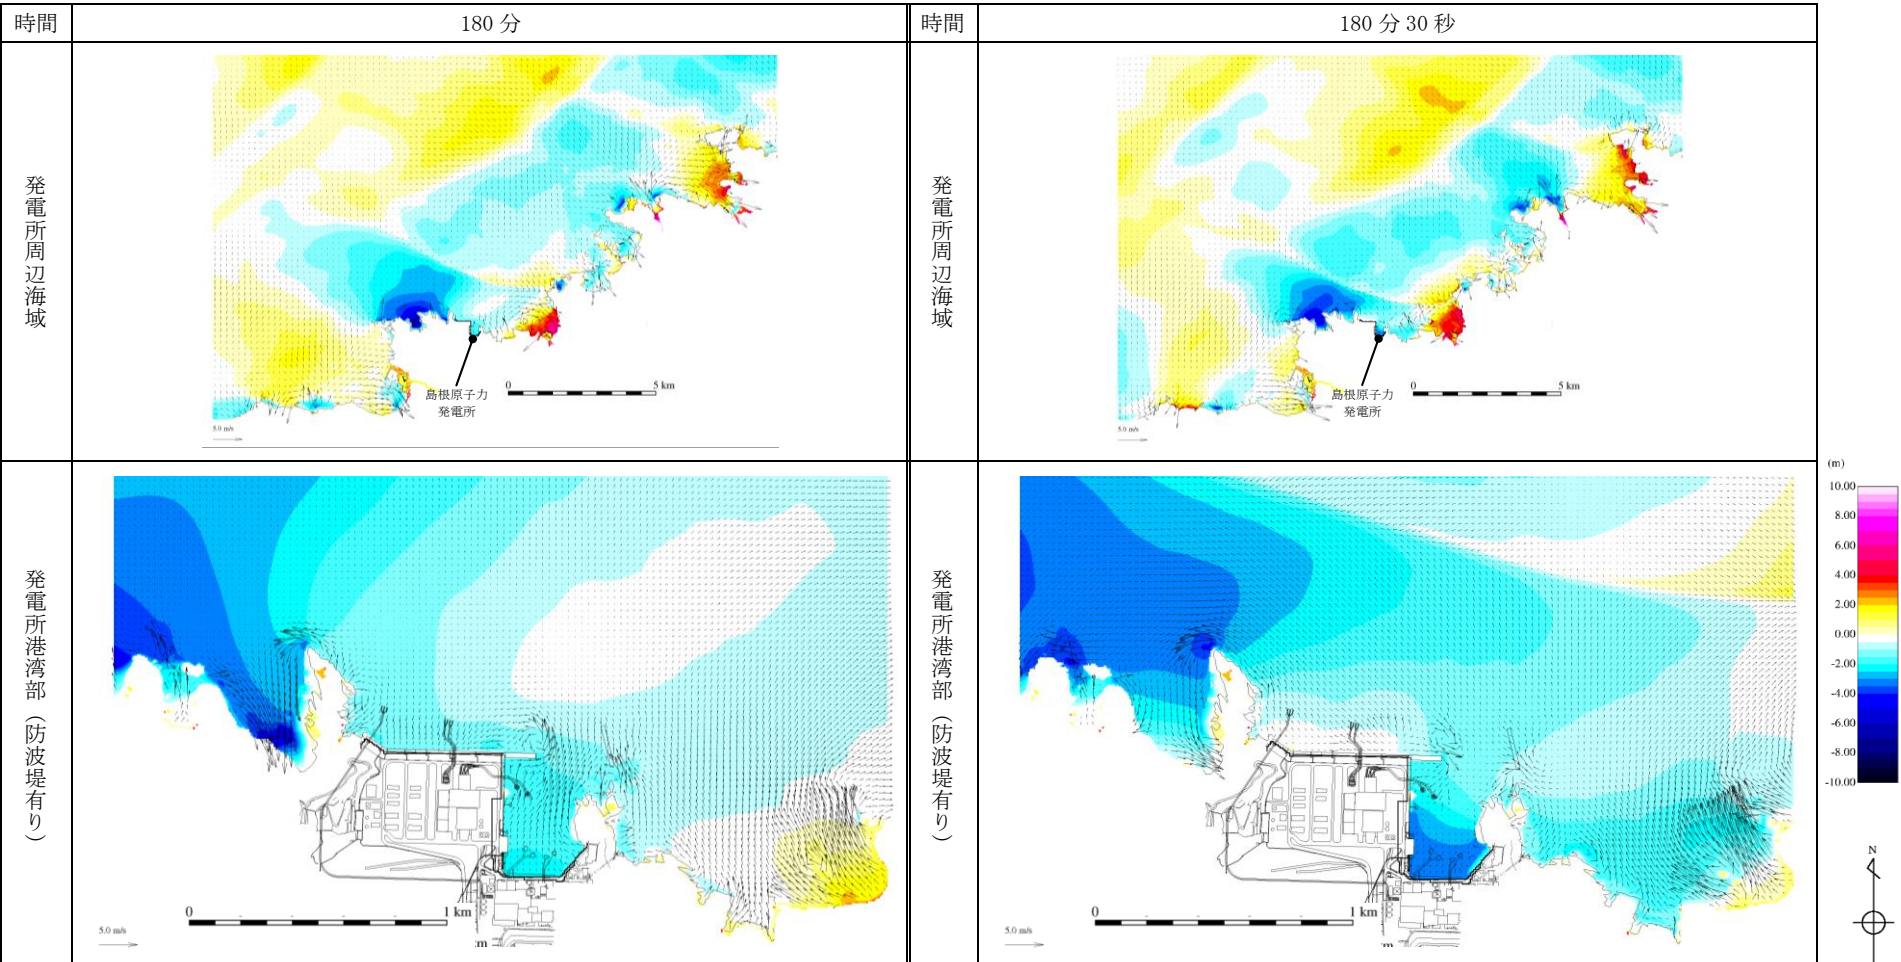 時間
180 分
時間
180 分 30 秒
発電所周辺海域
0
5 km
島根原子力
発電所
5.0 m/s
発電所周辺海域
0
5 km
島根原子力
発電所
5.0 m/s
発電所港湾部（防波堤有り）
0
1 km
5.0 m/s
:m
発電所港湾部（防波堤有り）
0
1 km
5.0 m/s
"m
(m)
10.00
8.00
6.00
4.00
2.00
0.00
-2.00
-4.00
-6.00
-8.00
-10.00
N